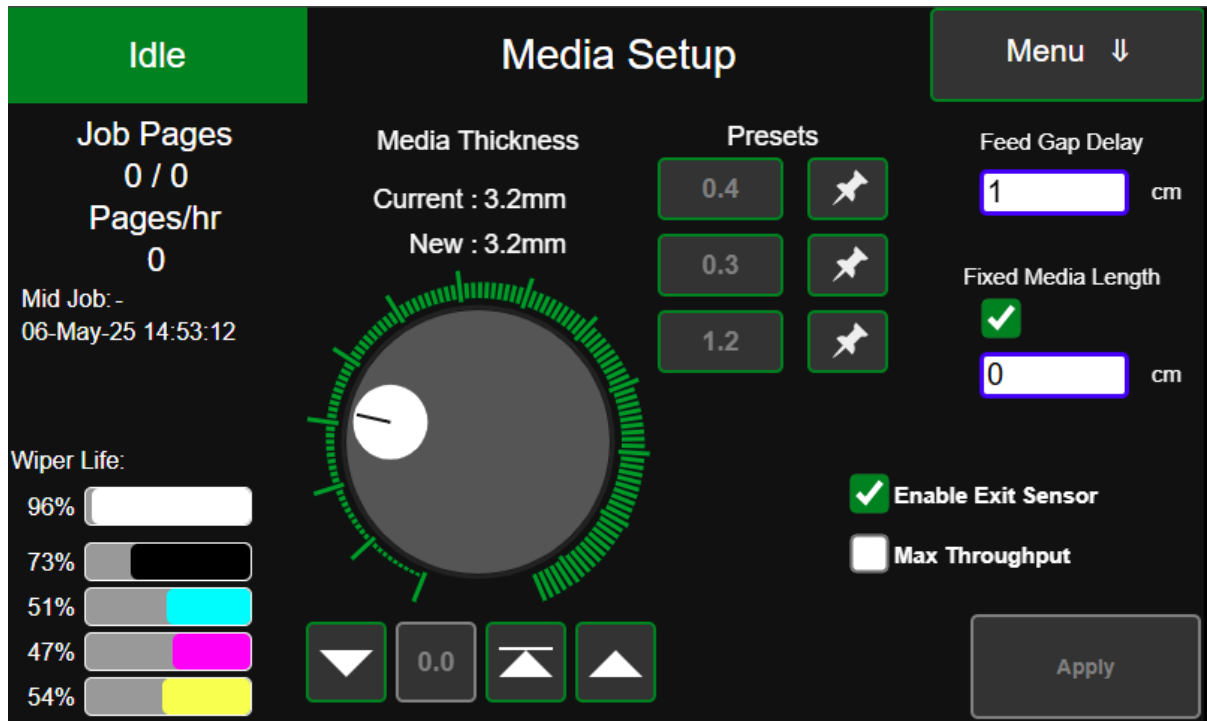 Idle
Media Setup
Menu ⇓
Job Pages
0 / 0
Pages/hr
0
Mid Job: -
06-May-25 14:53:12
Wiper Life:
96%
73%
51%
47%
54%
Media Thickness
Current : 3.2mm
New : 3.2mm
0.0
Presets
0.4
0.3
1.2
Feed Gap Delay
1 cm
Fixed Media Length
0 cm
Enable Exit Sensor
Max Throughput
Apply